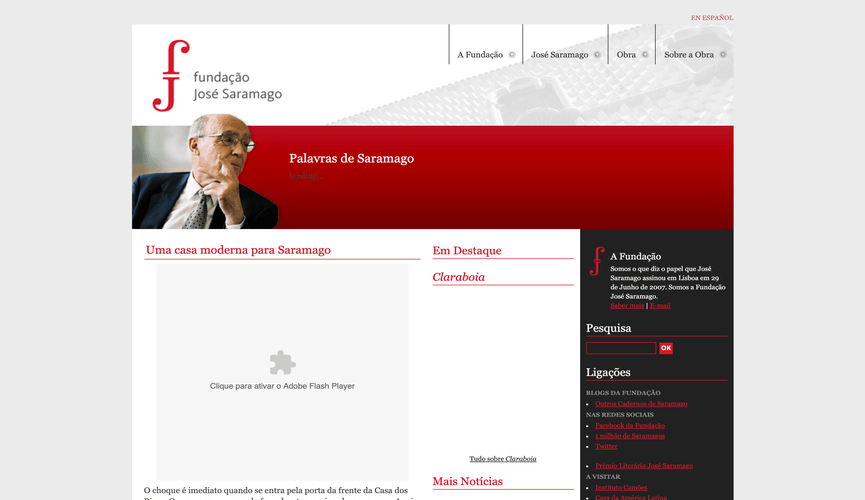 EN ESPAÑOL
fundação
José Saramago
A Fundação
José Saramago
Obra
Sobre a Obra
Palavras de Saramago
Uma casa moderna para Saramago
Clique para ativar o Adobe Flash Player
O choque é imediato quando se entra pela porta da frente da Casa dos
Em Destaque
Claraboia
Tudo sobre Claraboia
Mais Notícias
A Fundação
Somos o que diz o papel que José
Saramago assinou em Lisboa em 29
de Junho de 2007. Somos a Fundação
José Saramago.
Saber mais | E-mail
Pesquisa
OK
Ligações
BLOGS DA FUNDAÇÃO
Outros Cadernos de Saramago
NAS REDES SOCIAIS
Facebook da Fundação
1 milhão de Saramagos
Twitter
Prémio Literário José Saramago
A VISITAR
Instituto Camões
Casa da América Latina